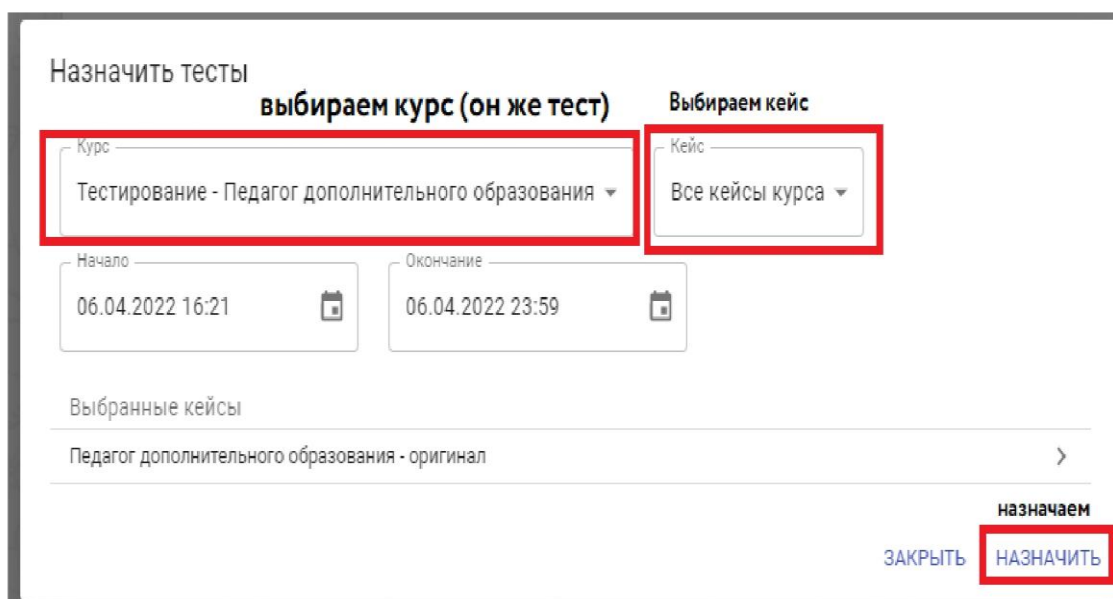 Назначить тесты
выбираем курс (он же тест)
Выбираем кейс
Курс
Кейс
Тестирование - Педагог дополнительного образования
Все кейсы курса
Начало
Окончание
06.04.2022 16:21
06.04.2022 23:59
Выбранные кейсы
Педагог дополнительного образования - оригинал
назначаем
ЗАКРЫТЬ
НАЗНАЧИТЬ